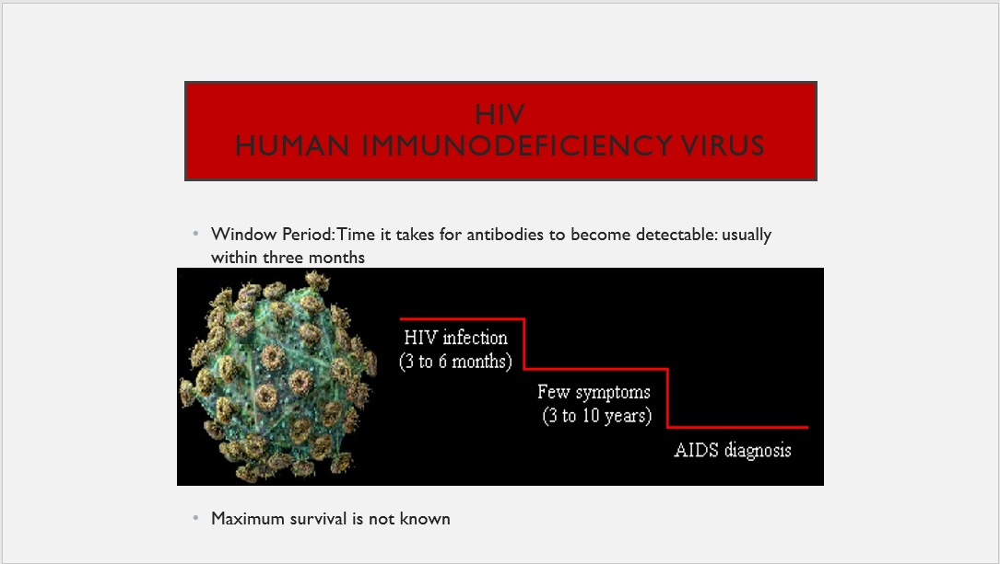 HIV
HUMAN IMMUNODEFICIENCY VIRUS
• Window Period: Time it takes for antibodies to become detectable: usually
within three months
HIV infection
(3 to 6 months)
Few symptoms
(3 to 10 years)
AIDS diagnosis
• Maximum survival is not known